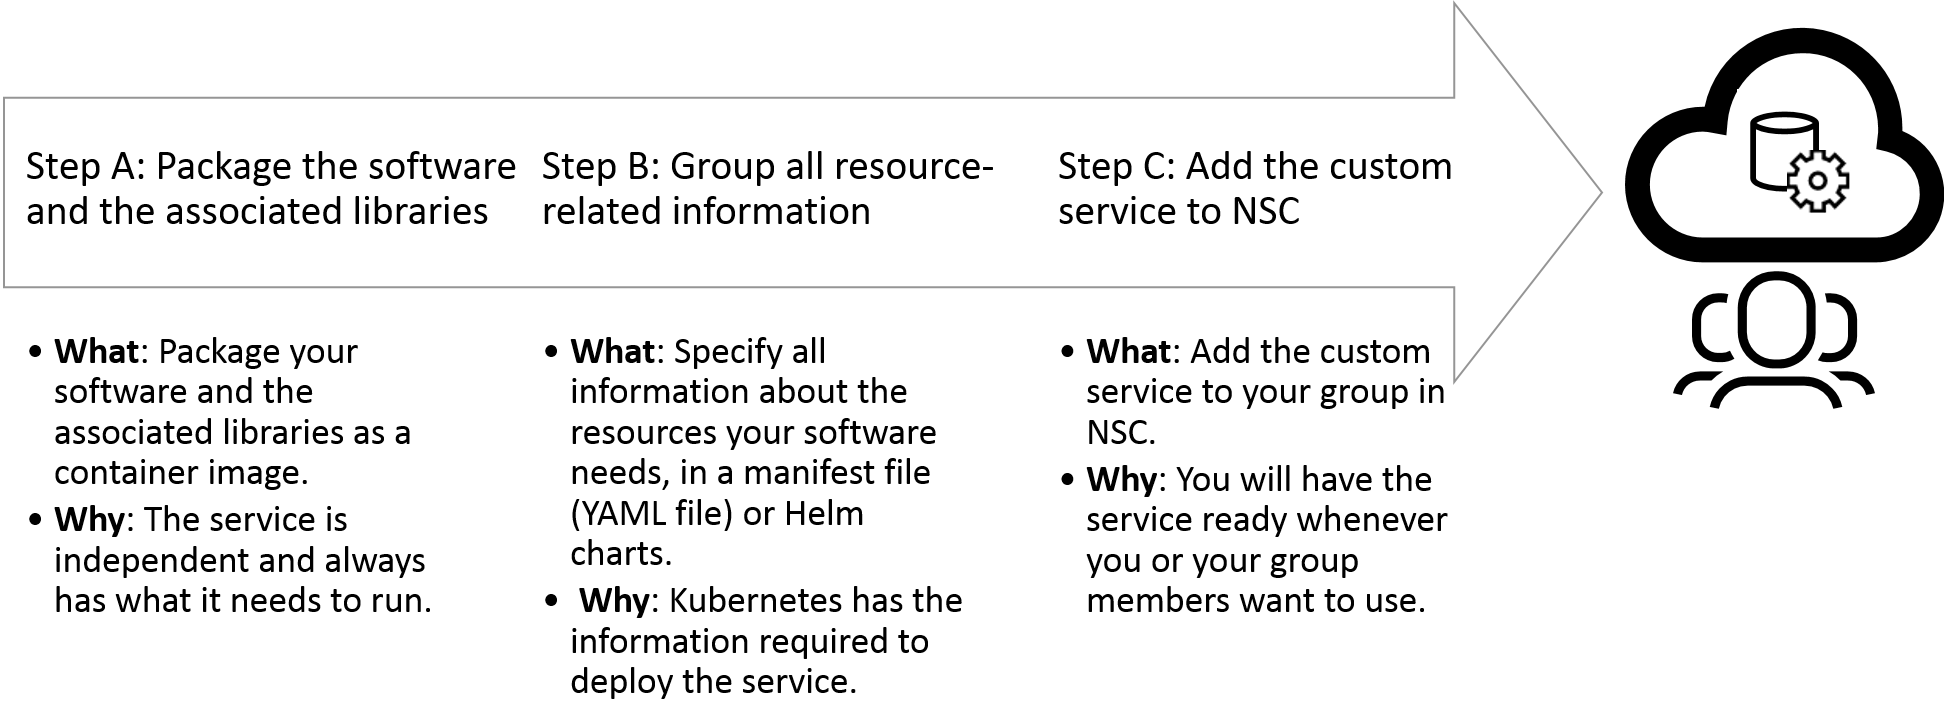 Step A: Package the software
and the associated libraries
Step B: Group all resource-
related information
Step C: Add the custom
service to NSC
• What: Package your
software and the
associated libraries as a
container image.
• Why: The service is
independent and always
has what it needs to run.
• What: Specify all
information about the
resources your software
needs, in a manifest file
(YAML file) or Helm
charts.
• Why: Kubernetes has the
information required to
deploy the service.
• What: Add the custom
service to your group in
NSC.
• Why: You will have the
service ready whenever
you or your group
members want to use.